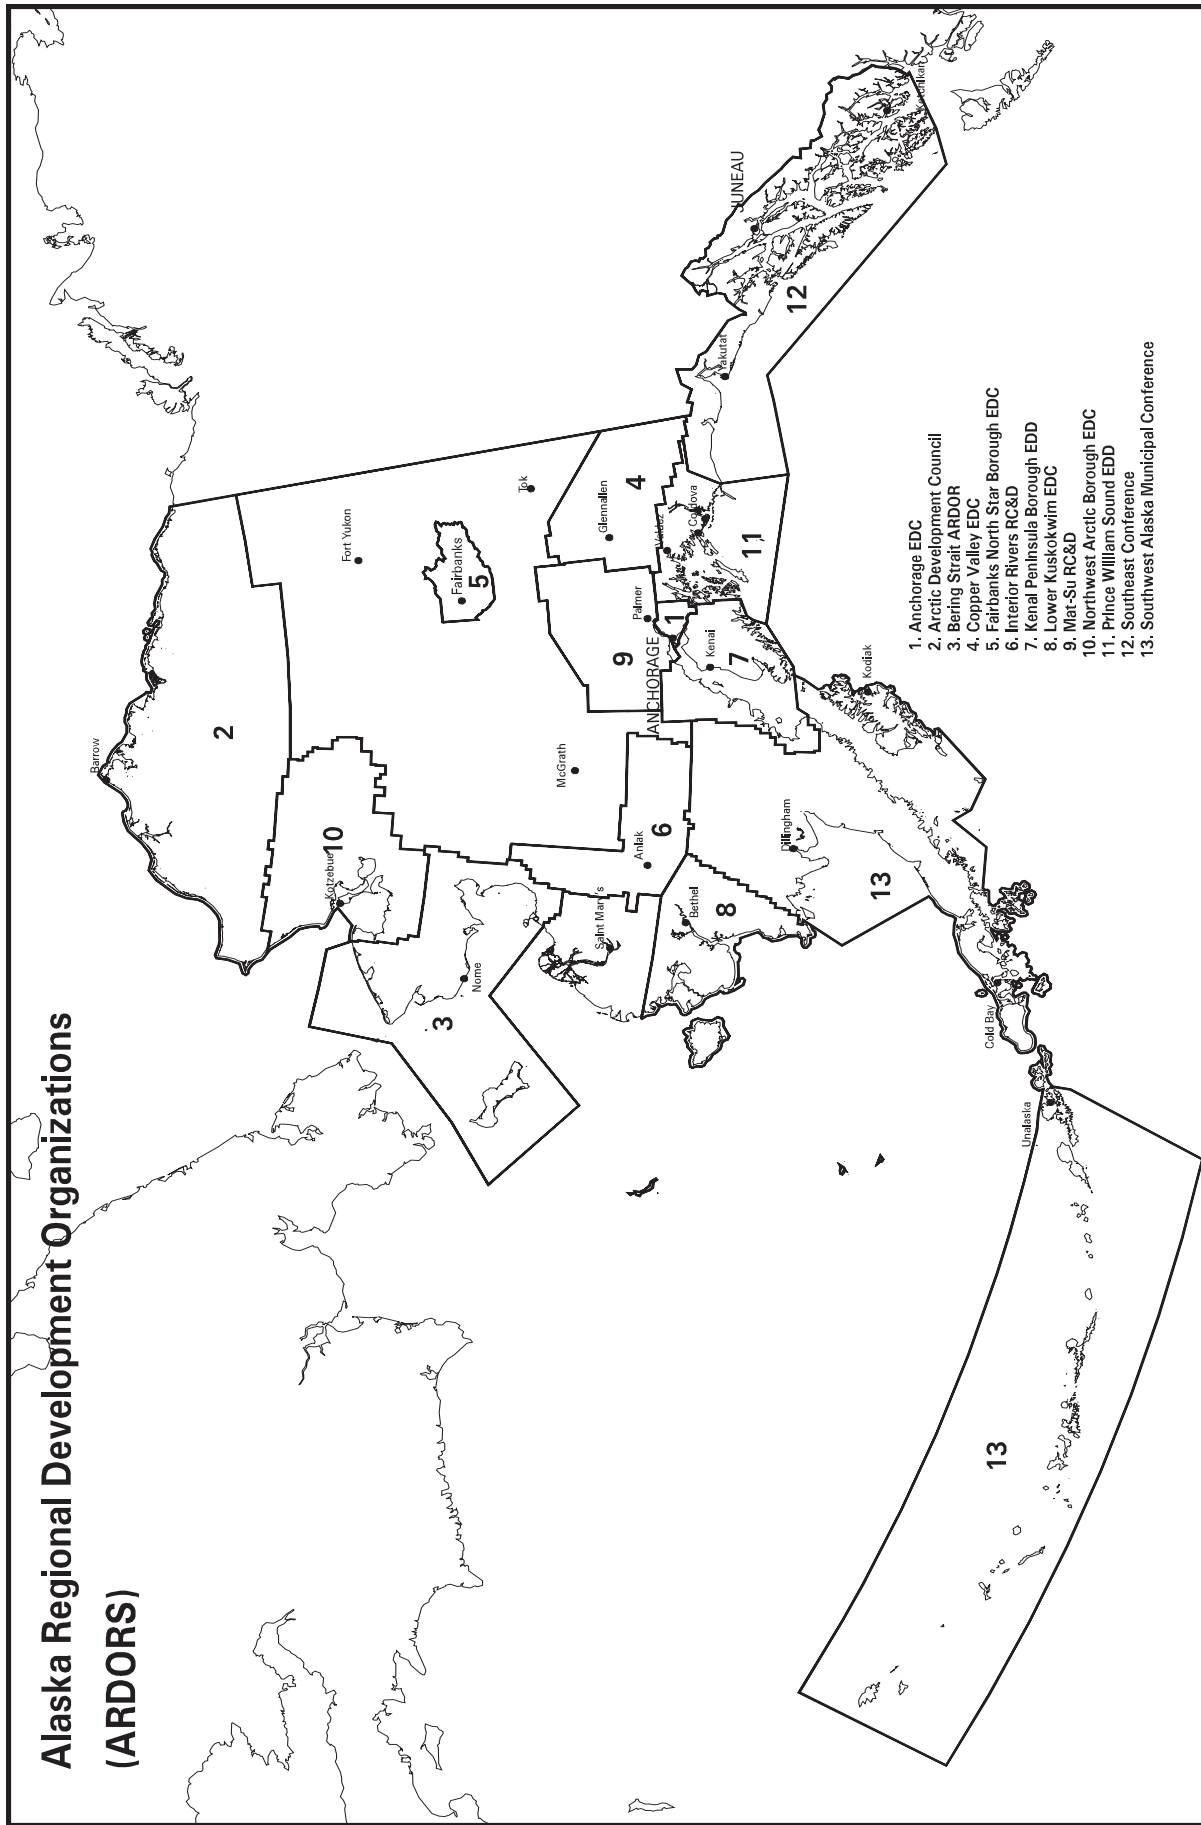 Alaska Regional Development Organizations
(ARDORS)
Barrow
2
Kotzebue
10
Fort Yukon
3
Nome
Fairbanks
5
Tok
McGrath
Saint Mary's
Glennallen
4
9
Palmer
Aniak
6
ANCHORAGE
1
Valdez
Cordova
Bethel
8
Kenai
7
11
Yakutat
JUNEAU
12
Dillingham
13
Kodiak
Ketchikan
Cold Bay
Unalaska
13
1. Anchorage EDC
2. Arctic Development Council
3. Bering Strait ARDOR
4. Copper Valley EDC
5. Fairbanks North Star Borough EDC
6. Interior Rivers RC&D
7. Kenai Peninsula Borough EDD
8. Lower Kuskokwim EDC
9. Mat-Su RC&D
10. Northwest Arctic Borough EDC
11. Prince William Sound EDD
12. Southeast Conference
13. Southwest Alaska Municipal Conference